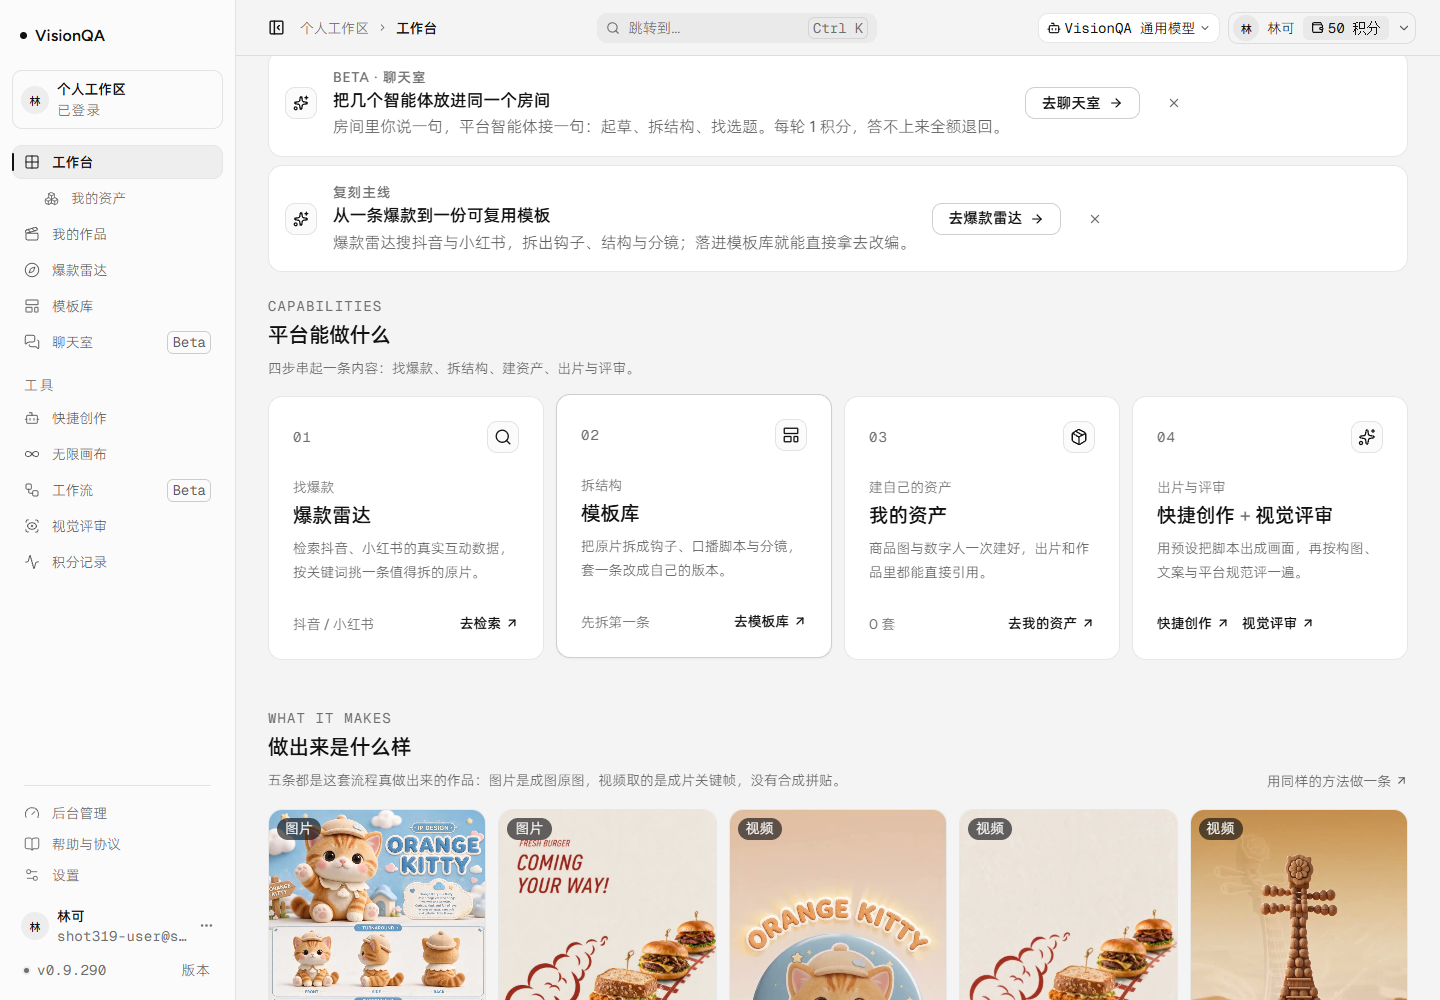 VisionQA
林
个人工作区
已登录
工作台
我的资产
我的作品
爆款雷达
模板库
聊天室
Beta
工具
快捷创作
无限画布
工作流
Beta
视觉评审
积分记录
后台管理
帮助与协议
设置
林
林可
shot319-user@s…
v0.9.290
版本
个人工作区
工作台
跳转到...
Ctrl K
VisionQA 通用模型
林
林可
50 积分
BETA · 聊天室
把几个智能体放进同一个房间
房间里你说一句，平台智能体接一句：起草、拆结构、找选题。每轮 1 积分，答不上来全额退回。
去聊天室
复刻主线
从一条爆款到一份可复用模板
爆款雷达搜抖音与小红书，拆出钩子、结构与分镜；落进模板库就能直接拿去改编。
去爆款雷达
CAPABILITIES
平台能做什么
四步串起一条内容：找爆款、拆结构、建资产、出片与评审。
01
找爆款
爆款雷达
检索抖音、小红书的真实互动数据，
按关键词挑一条值得拆的原片。
抖音 / 小红书
去检索
02
拆结构
模板库
把原片拆成钩子、口播脚本与分镜，
套一条改成自己的版本。
先拆第一条
去模板库
03
建自己的资产
我的资产
商品图与数字人一次建好，出片和作
品里都能直接引用。
0 套
去我的资产
04
出片与评审
快捷创作 + 视觉评审
用预设把脚本出成画面，再按构图、
文案与平台规范评一遍。
快捷创作
视觉评审
WHAT IT MAKES
做出来是什么样
五条都是这套流程真做出来的作品：图片是成图原图，视频取的是成片关键帧，没有合成拼贴。
用同样的方法做一条
图片
IP DESIGN
ORANGE
KITTY
ORANGE
KITTY
TURNAROUND
FRONT
SIDE
BACK
图片
FRESH BURGER
COMING
YOUR WAY!
视频
ORANGE KITTY
视频
视频